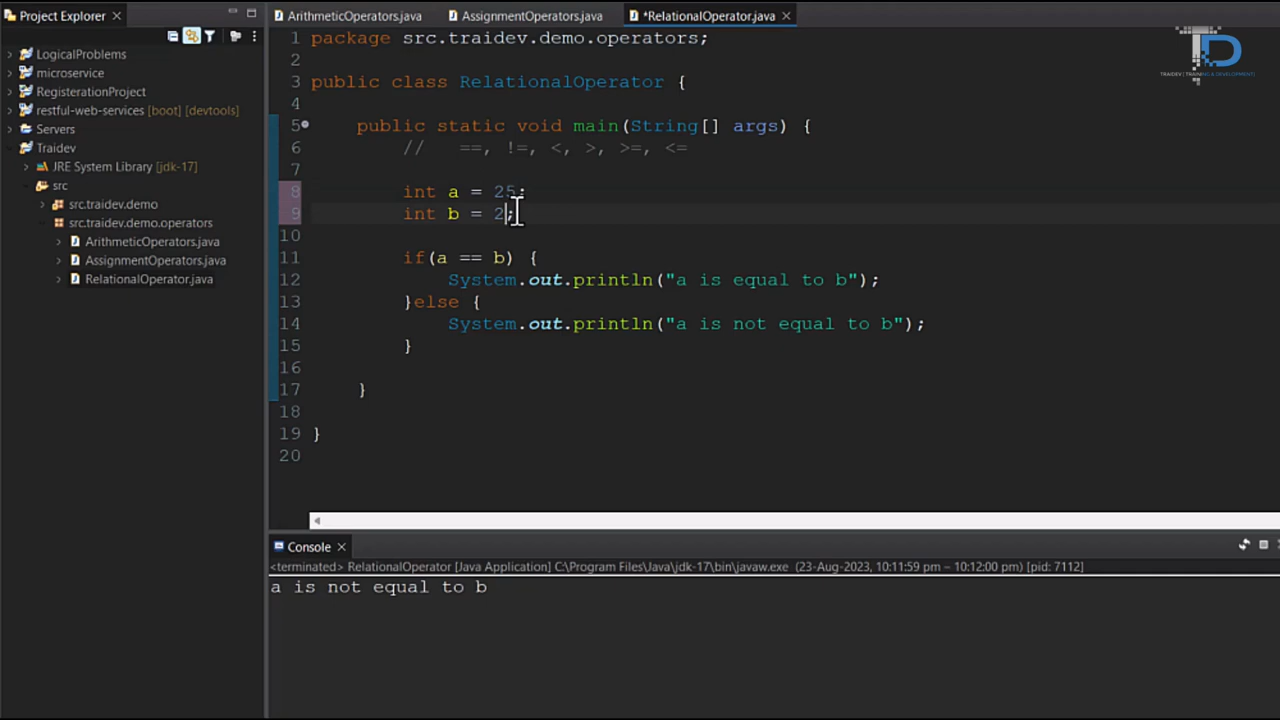 Project Explorer
LogicalProblems
microservice
RegisterationProject
restful-web-services [boot] [devtools]
Servers
Traidev
JRE System Library [jdk-17]
src
src.traidev.demo
src.traidev.demo.operators
ArithmeticOperators.java
AssignmentOperators.java
RelationalOperator.java
ArithmeticOperators.java AssignmentOperators.java *RelationalOperator.java
1 package src.traidev.demo.operators;
2
3 public class RelationalOperator {
4
5 public static void main(String[] args) {
6 // ==, !=, <, >, >=, <=
7
8 int a = 25;
9 int b = 2;
10
11 if(a == b) {
12 System.out.println("a is equal to b");
13 }else {
14 System.out.println("a is not equal to b");
15 }
16
17 }
18
19 }
20
TD
TRAIDEV [TRAINING & DEVELOPMENT]
Console
<terminated> RelationalOperator [Java Application] C:\Program Files\Java\jdk-17\bin\javaw.exe (23-Aug-2023, 10:11:59 pm – 10:12:00 pm) [pid: 7112]
a is not equal to b